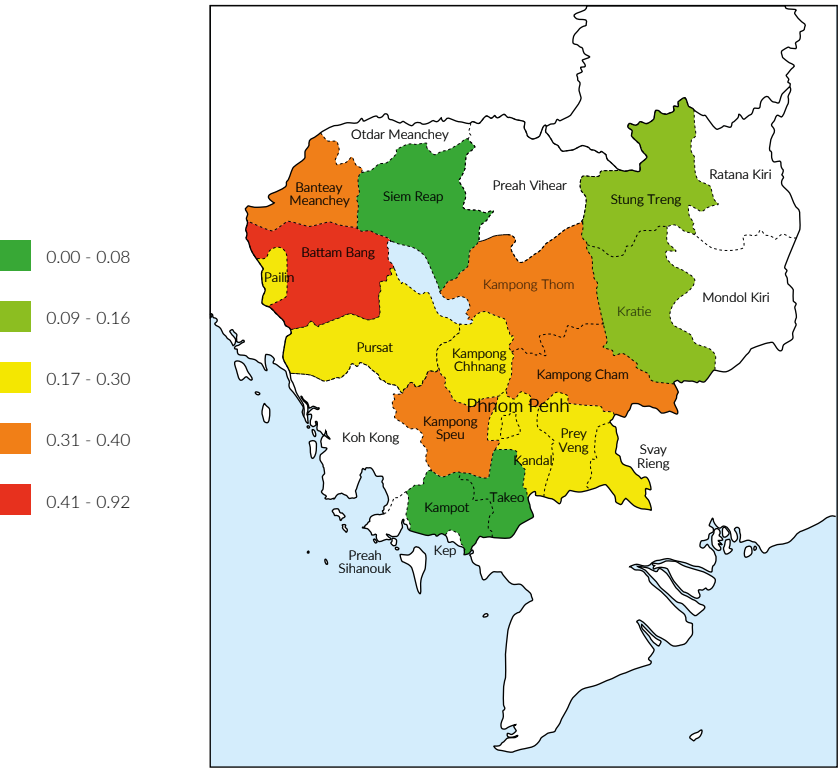 Otdar Meanchey
Banteay
Meanchey
Siem Reap
Preah Vihear
Stung Treng
Ratana Kiri
Battam Bang
Pailin
Kampong Thom
Kratie
Mondol Kiri
Pursat
Kampong
Chhnang
Kampong Cham
Phnom Penh
Koh Kong
Kampong
Speu
Prey
Veng
Kandal
Svay
Rieng
Kampot
Takeo
Preah
Sihanouk
Kep
0.00 - 0.08
0.09 - 0.16
0.17 - 0.30
0.31 - 0.40
0.41 - 0.92